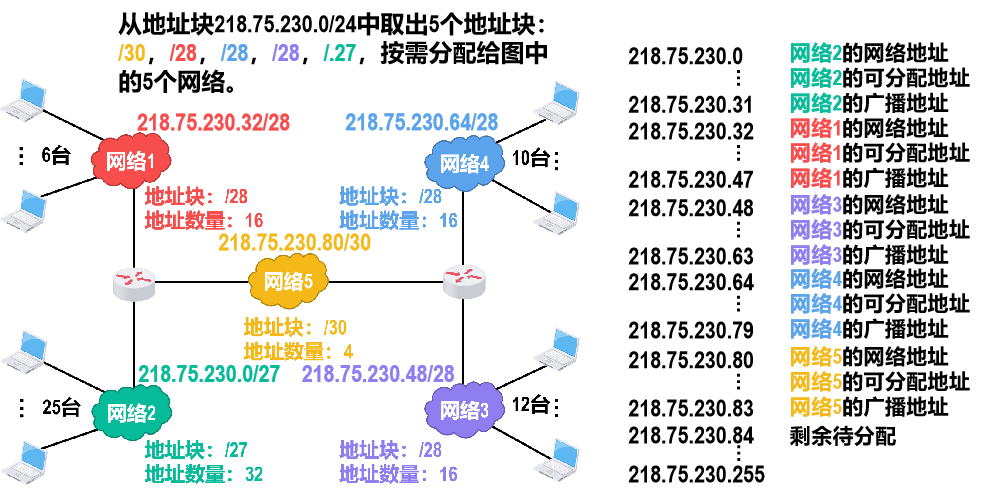 从地址块218.75.230.0/24中取出5个地址块：
/30，/28，/28，/28，/.27，按需分配给图中
的5个网络。
218.75.230.32/28
218.75.230.64/28
6台
网络1
网络4
10台
地址块：/28
地址数量：16
地址块：/28
地址数量：16
218.75.230.80/30
网络5
地址块：/30
地址数量：4
218.75.230.0/27
218.75.230.48/28
25台
网络2
网络3
12台
地址块：/27
地址数量：32
地址块：/28
地址数量：16
218.75.230.0 网络2的网络地址
⋮ 网络2的可分配地址
218.75.230.31 网络2的广播地址
218.75.230.32 网络1的网络地址
⋮ 网络1的可分配地址
218.75.230.47 网络1的广播地址
218.75.230.48 网络3的网络地址
⋮ 网络3的可分配地址
218.75.230.63 网络3的广播地址
218.75.230.64 网络4的网络地址
⋮ 网络4的可分配地址
218.75.230.79 网络4的广播地址
218.75.230.80 网络5的网络地址
⋮ 网络5的可分配地址
218.75.230.83 网络5的广播地址
218.75.230.84 剩余待分配
⋮
218.75.230.255